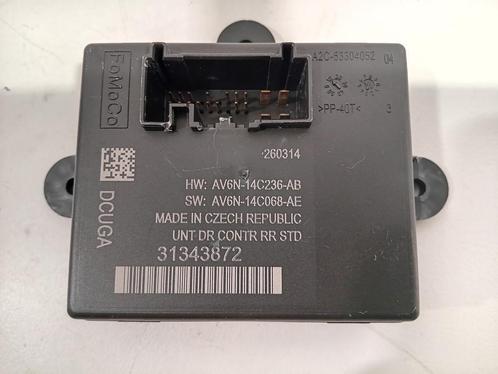 FoMoCo
A2C-53304052 04
>PP-40T< 3
260314
HW: AV6N-14C236-AB
SW: AV6N-14C068-AE
MADE IN CZECH REPUBLIC
UNT DR CONTR RR STD
31343872
DCUGA